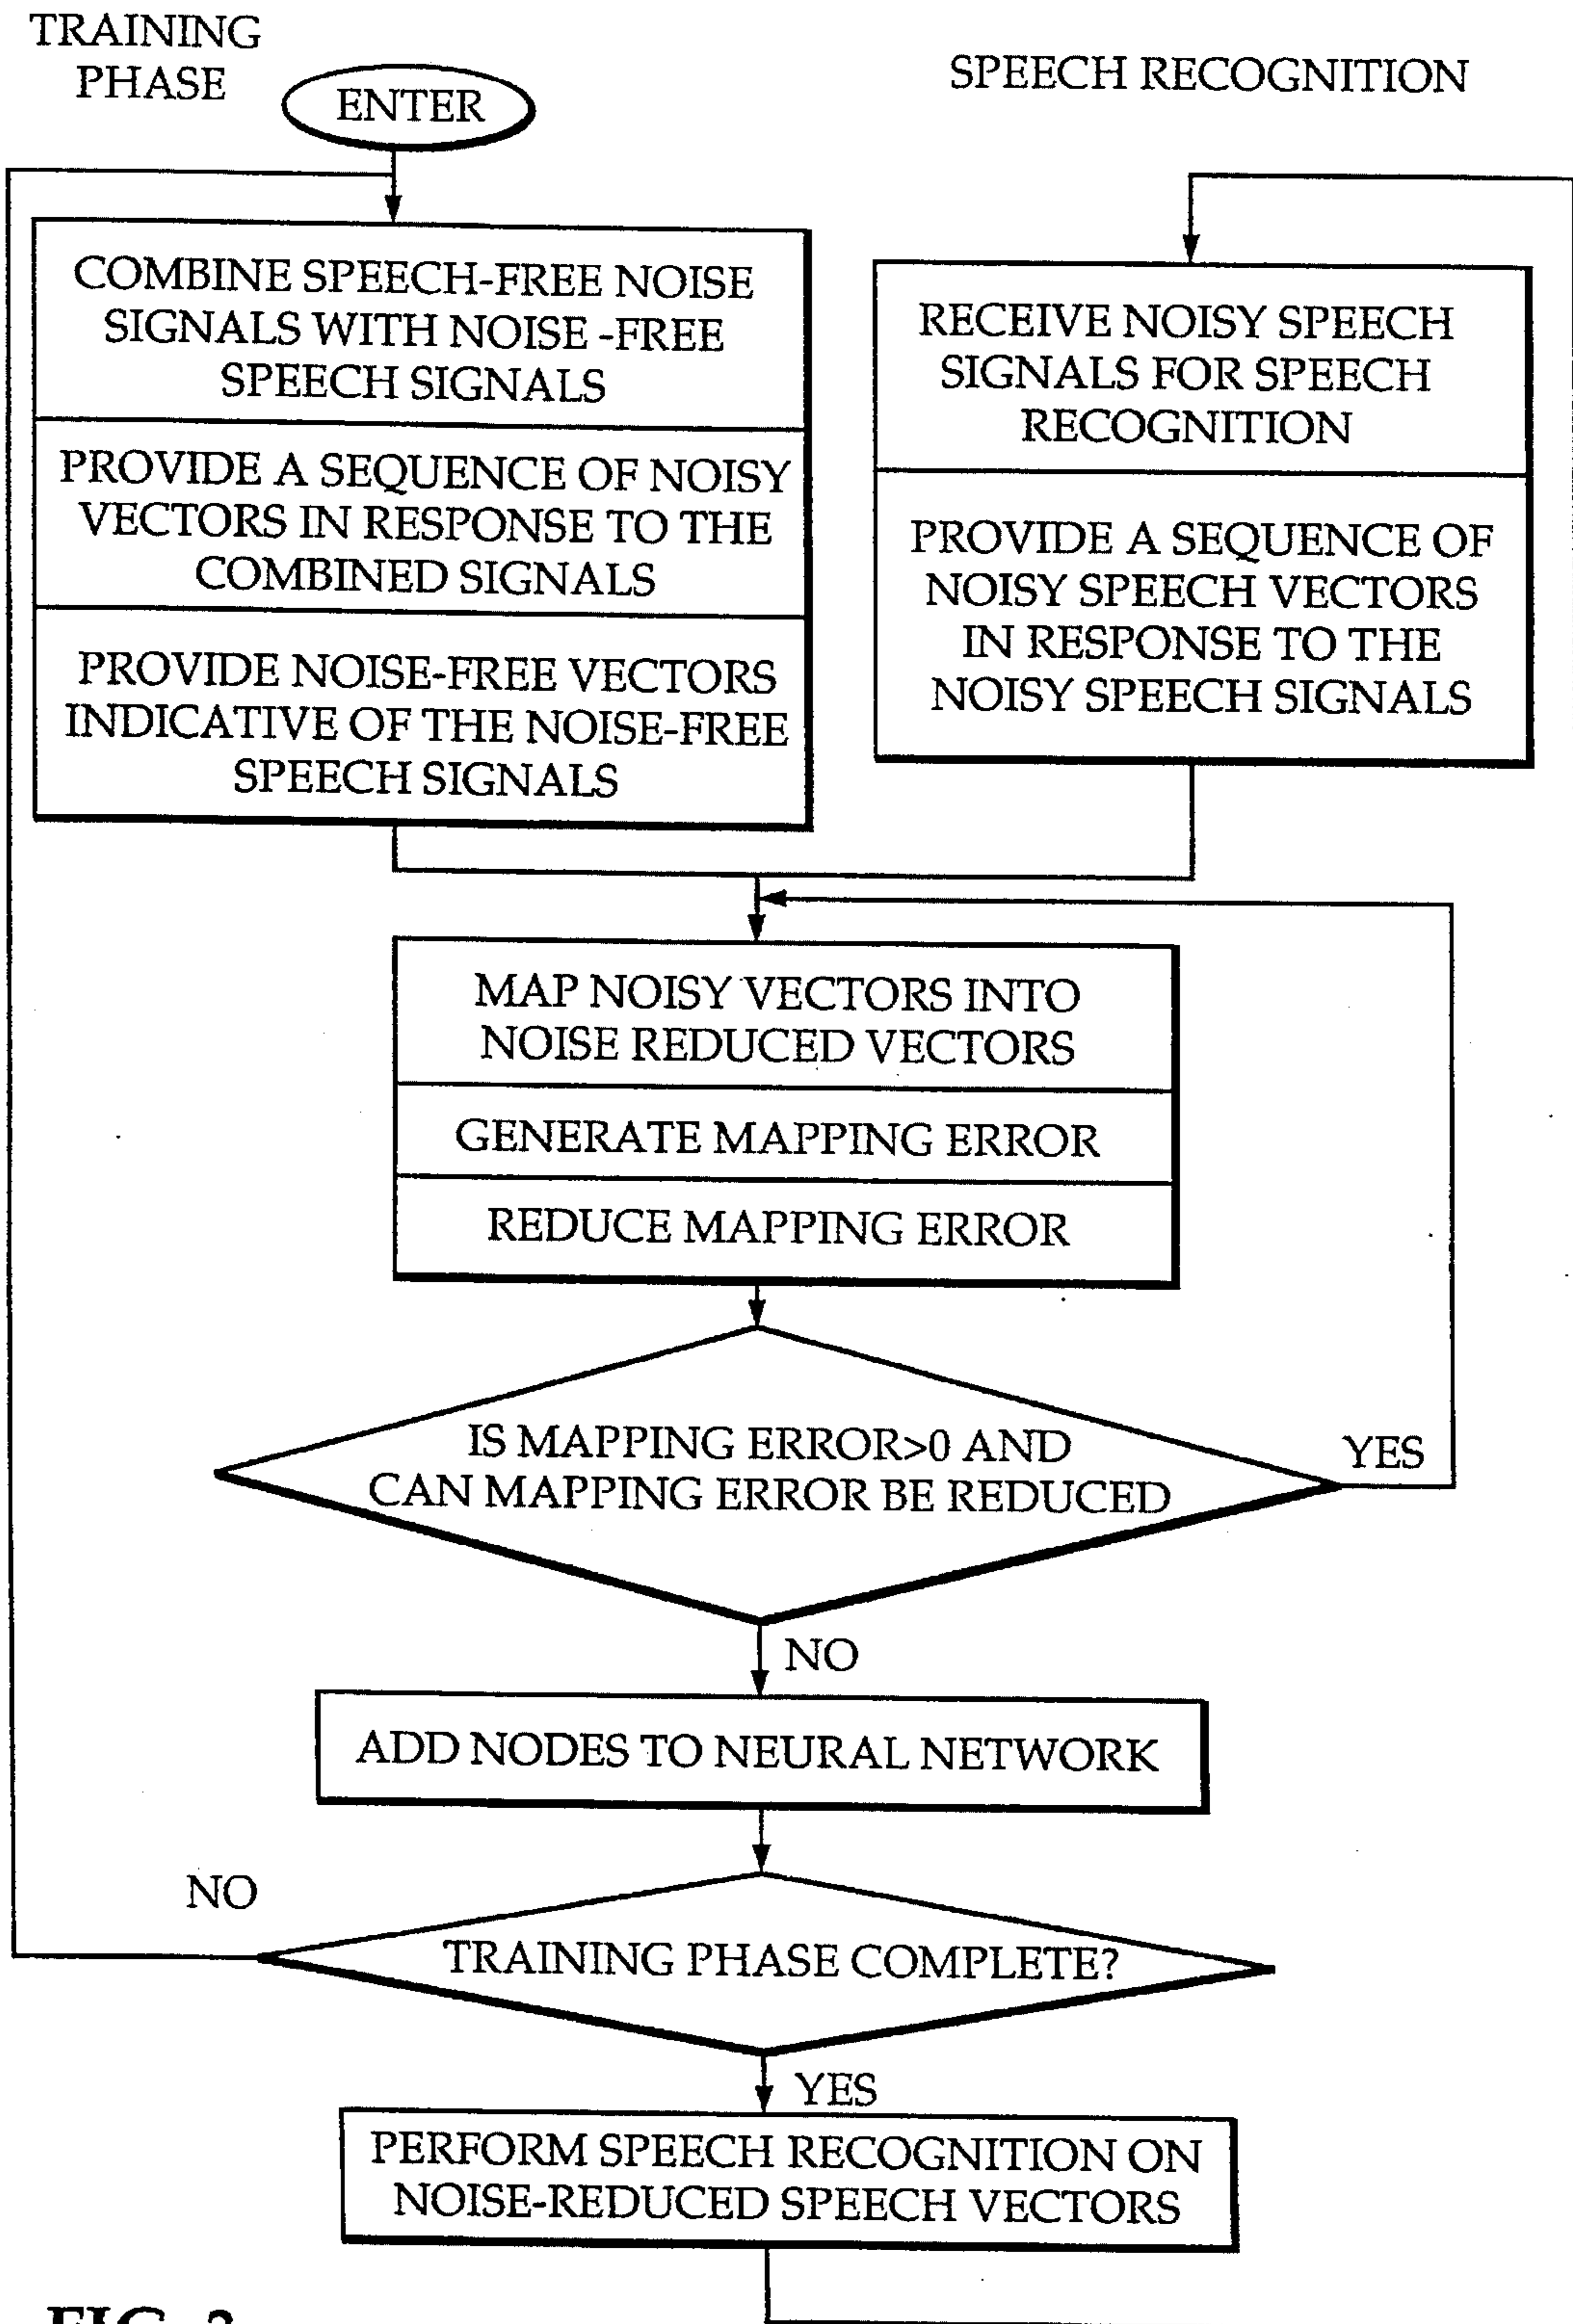 TRAINING
PHASE
ENTER
SPEECH RECOGNITION
COMBINE SPEECH-FREE NOISE
SIGNALS WITH NOISE -FREE
SPEECH SIGNALS
PROVIDE A SEQUENCE OF NOISY
VECTORS IN RESPONSE TO THE
COMBINED SIGNALS
PROVIDE NOISE-FREE VECTORS
INDICATIVE OF THE NOISE-FREE
SPEECH SIGNALS
RECEIVE NOISY SPEECH
SIGNALS FOR SPEECH
RECOGNITION
PROVIDE A SEQUENCE OF
NOISY SPEECH VECTORS
IN RESPONSE TO THE
NOISY SPEECH SIGNALS
MAP NOISY VECTORS INTO
NOISE REDUCED VECTORS
GENERATE MAPPING ERROR
REDUCE MAPPING ERROR
IS MAPPING ERROR>0 AND
CAN MAPPING ERROR BE REDUCED
YES
NO
ADD NODES TO NEURAL NETWORK
NO
TRAINING PHASE COMPLETE?
YES
PERFORM SPEECH RECOGNITION ON
NOISE-REDUCED SPEECH VECTORS
FIG.